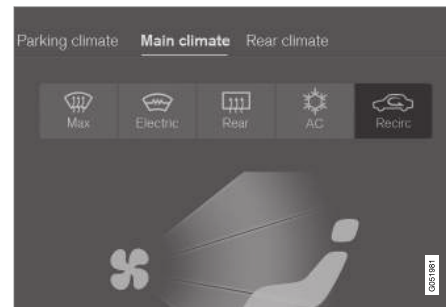 Parking climate Main climate Rear climate
Max Electric Rear AC Recirc
G051981